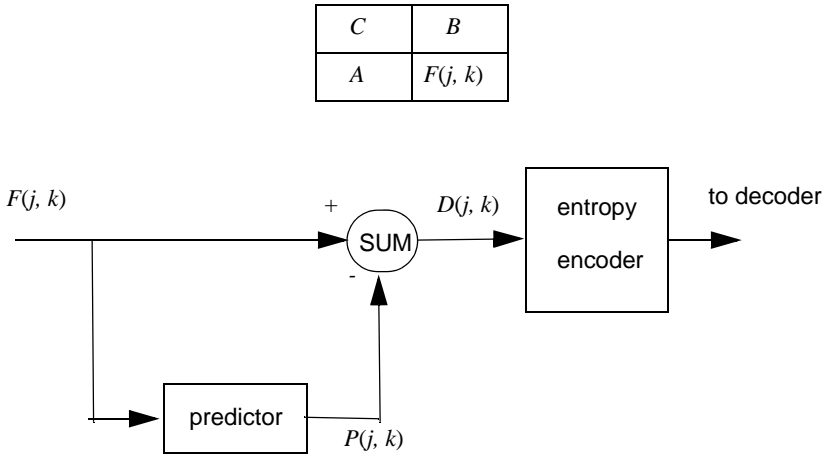 C B
A F(j, k)
F(j, k)
+
SUM
-
D(j, k)
entropy
encoder
to decoder
predictor
P(j, k)